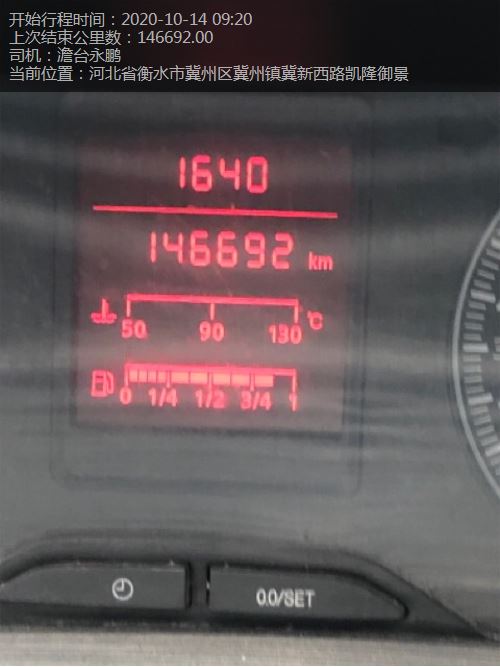 开始行程时间：2020-10-14 09:20
上次结束公里数：146692.00
司机：澹台永鹏
当前位置：河北省衡水市冀州区冀州镇冀新西路凯隆御景
1640
146692 km
50 90 130 °C
0 1/4 1/2 3/4 1
0.0/SET